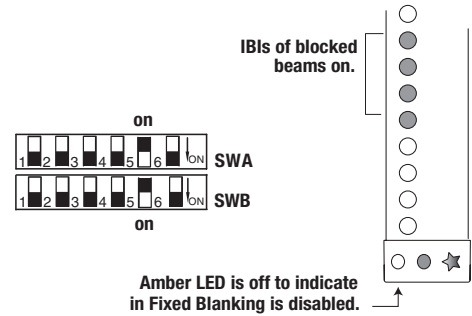 IBIs of blocked
beams on.
on
1 2 3 4 5 6 ON SWA
1 2 3 4 5 6 ON SWB
on
Amber LED is off to indicate
in Fixed Blanking is disabled.